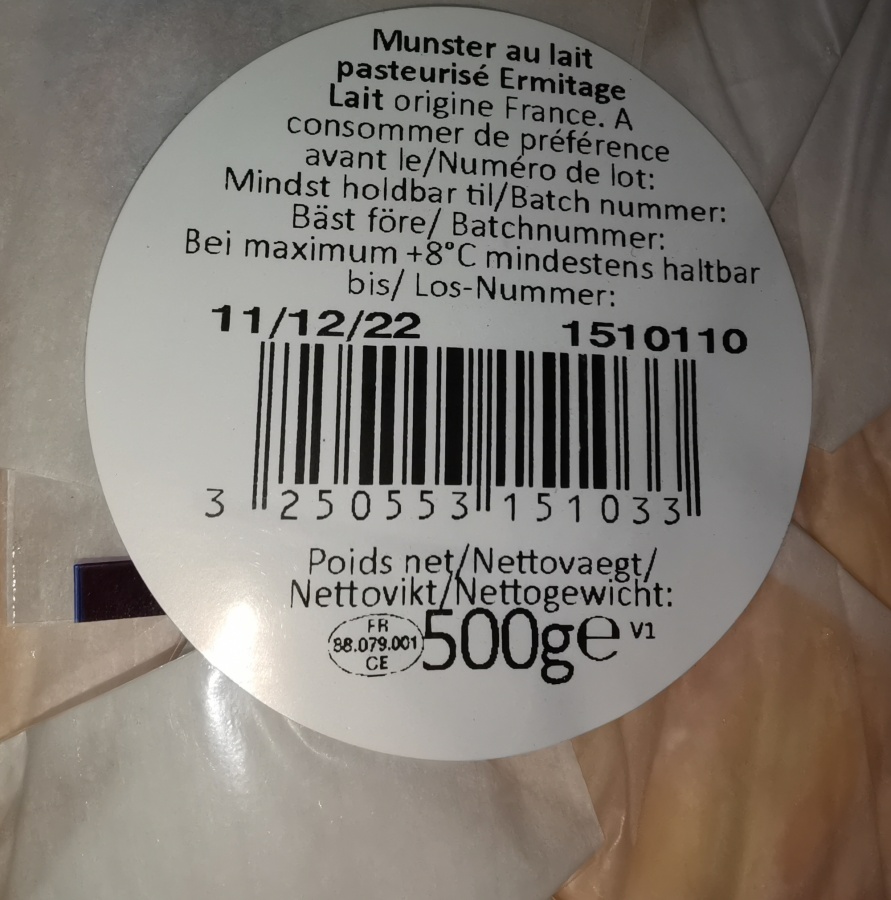 Munster au lait
pasteurisé Ermitage
Lait origine France. A
consommer de préférence
avant le/Numéro de lot:
Mindst holdbar til/Batch nummer:
Bäst före/ Batchnummer:
Bei maximum +8°C mindestens haltbar
bis/ Los-Nummer:
11/12/22 1510110
3 250553 151033
Poids net/Nettovaegt/
Nettovikt/Nettogewicht:
FR
88.079.001
CE
500g e V1